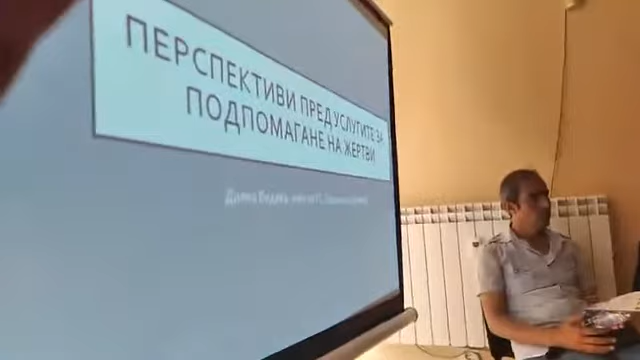 ПЕРСПЕКТИВИ ПРЕД УСЛУГИТЕ ЗА
ПОДПОМАГАНЕ НА ЖЕРТВИ